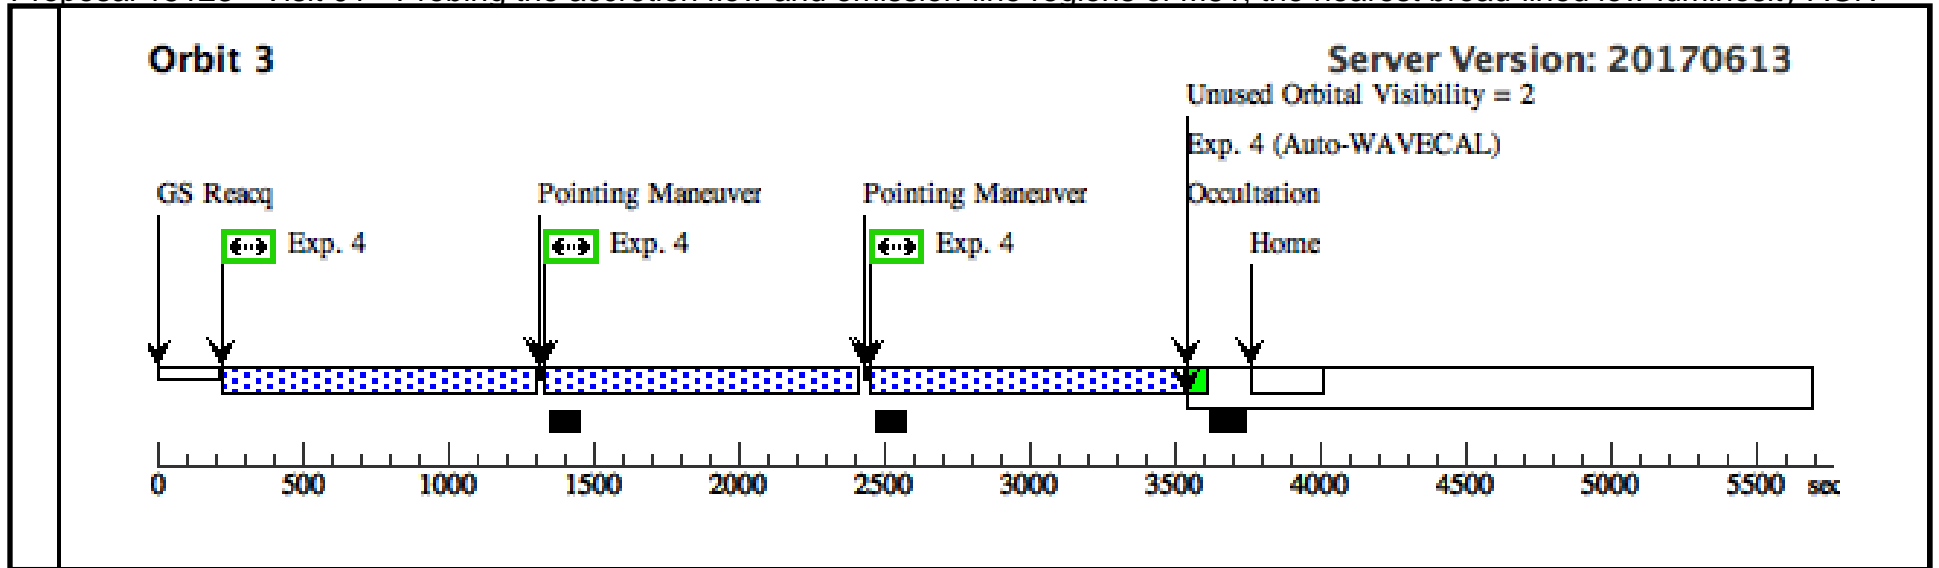 Orbit 3
Server Version: 20170613
Unused Orbital Visibility = 2
Exp. 4 (Auto-WAVECAL)
GS Reacq
Pointing Maneuver
Pointing Maneuver
Occultation
Exp. 4
Exp. 4
Exp. 4
Home
0 500 1000 1500 2000 2500 3000 3500 4000 4500 5000 5500 sec